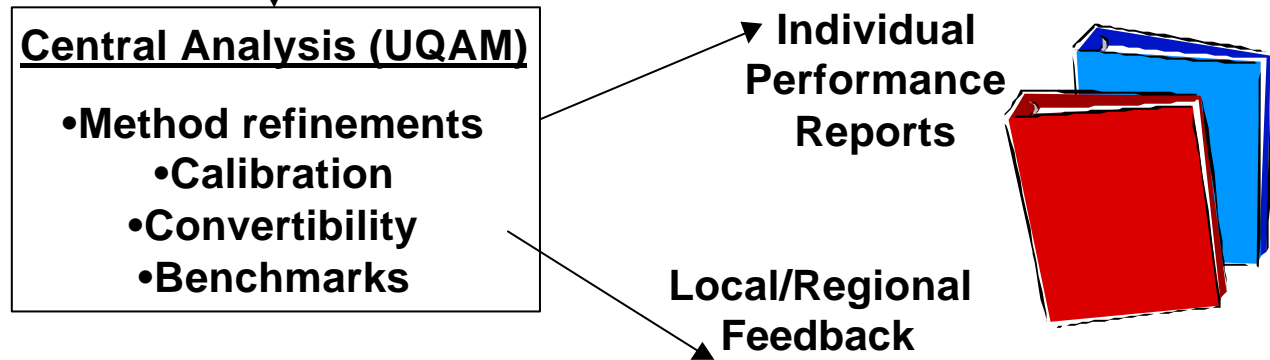 Central Analysis (UQAM)
•Method refinements
•Calibration
•Convertibility
•Benchmarks
Individual
Performance
Reports
Local/Regional
Feedback